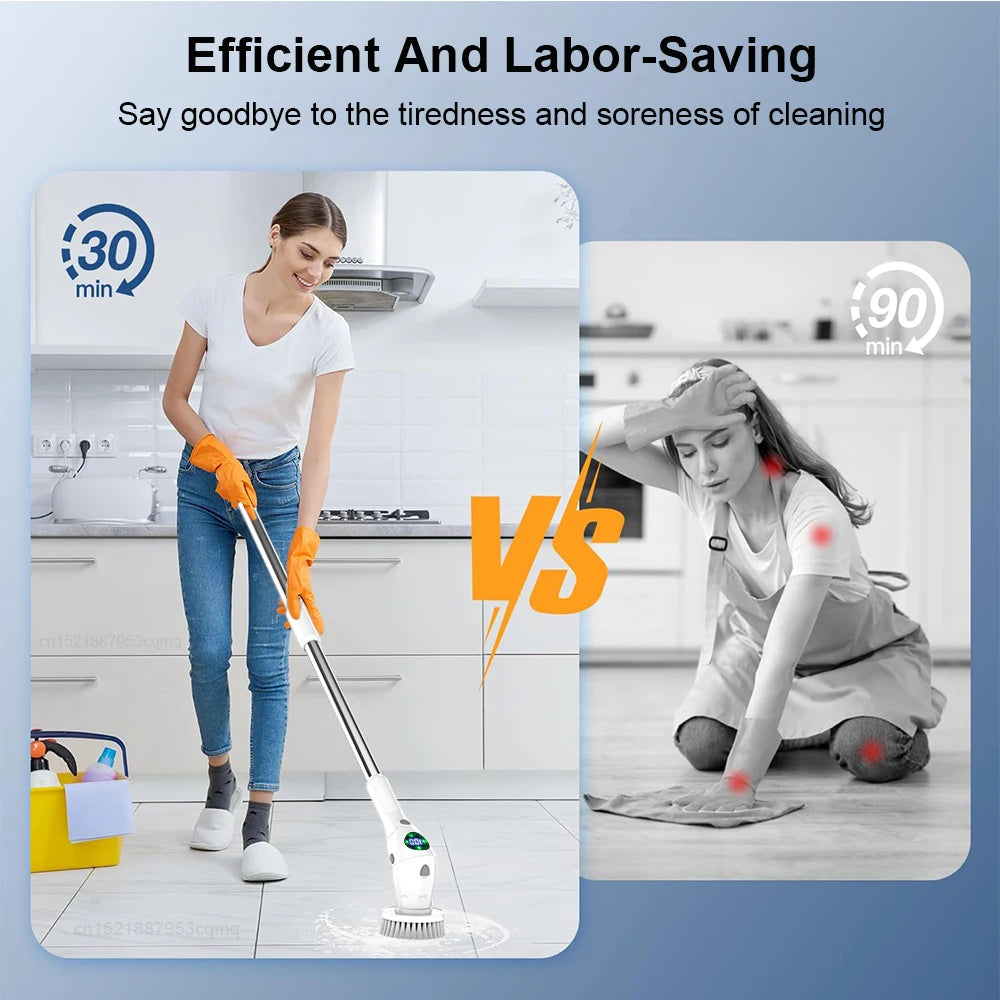 Efficient And Labor-Saving
Say goodbye to the tiredness and soreness of cleaning
30
min
90
min
VS
cn1521887953cqmq
100
cn1521887953cqmq